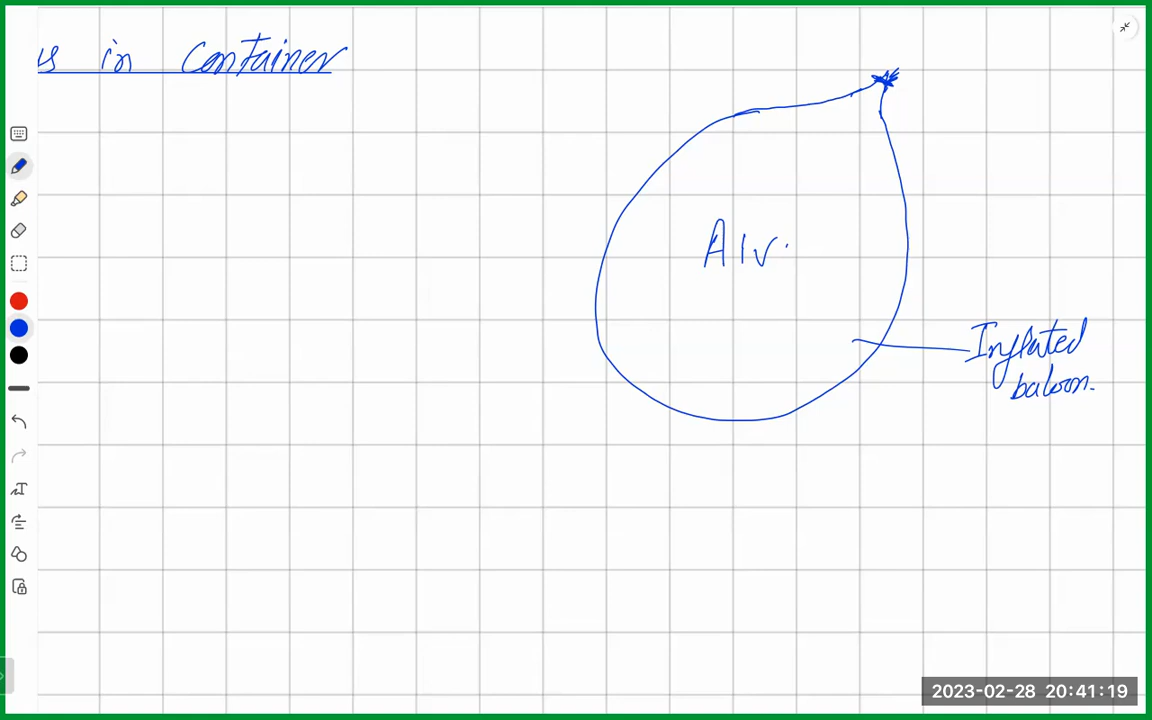 s in Container
Air.
Inflated
baloon.
2023-02-28 20:41:19